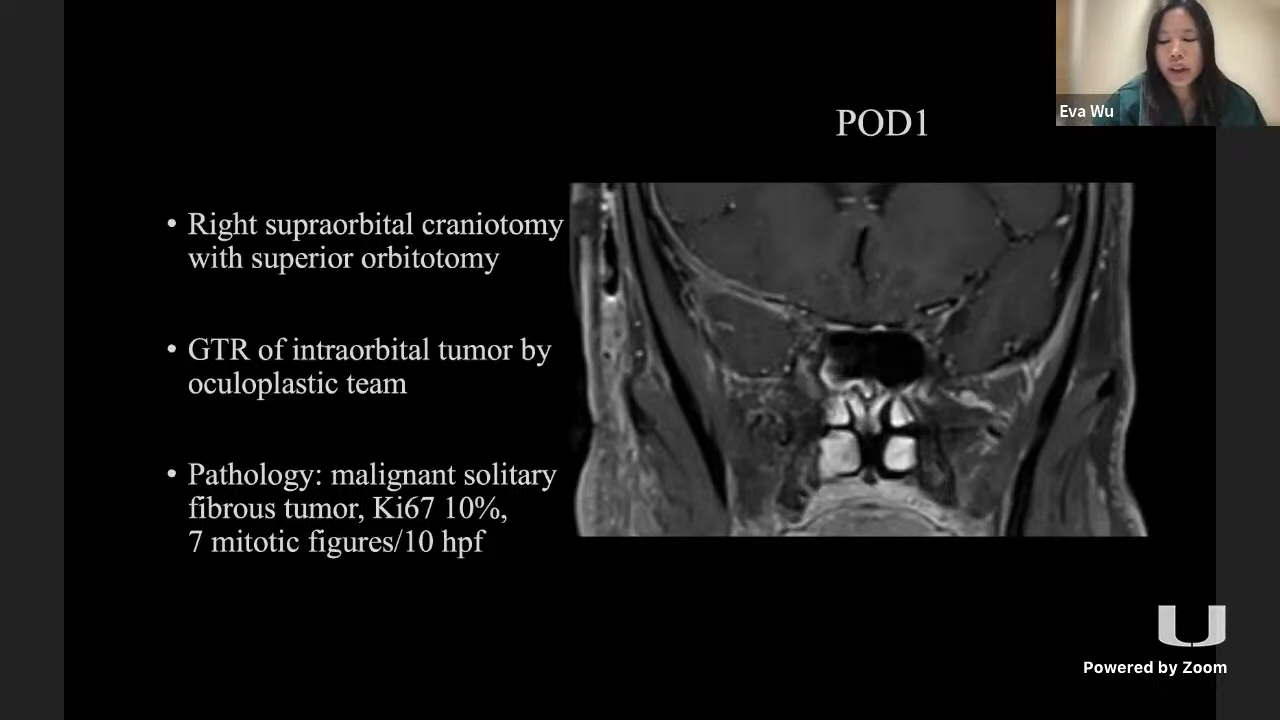 Eva Wu
POD1
• Right supraorbital craniotomy
with superior orbitotomy
• GTR of intraorbital tumor by
oculoplastic team
• Pathology: malignant solitary
fibrous tumor, Ki67 10%,
7 mitotic figures/10 hpf
U
Powered by Zoom